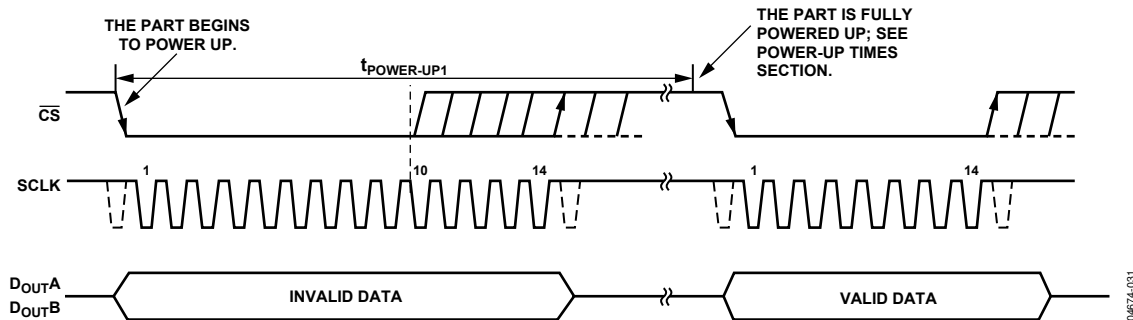 THE PART BEGINS
TO POWER UP.
THE PART IS FULLY
POWERED UP; SEE
POWER-UP TIMES
SECTION.
tPOWER-UP1
CS
SCLK
1
10
14
1
14
DOUTA
DOUTB
INVALID DATA
VALID DATA
04674-031